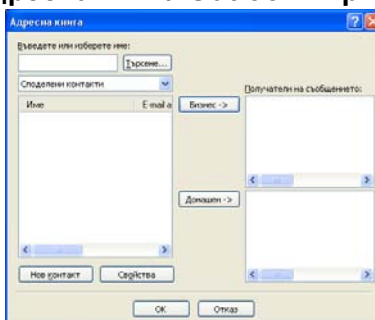 Адресна книга
Въведете или изберете име:
Търсене...
Споделени контакти
Име
E-mail a
Бизнес ->
Получатели на съобщението:
Домашен ->
Нов контакт
Свойства
OK
Отказ